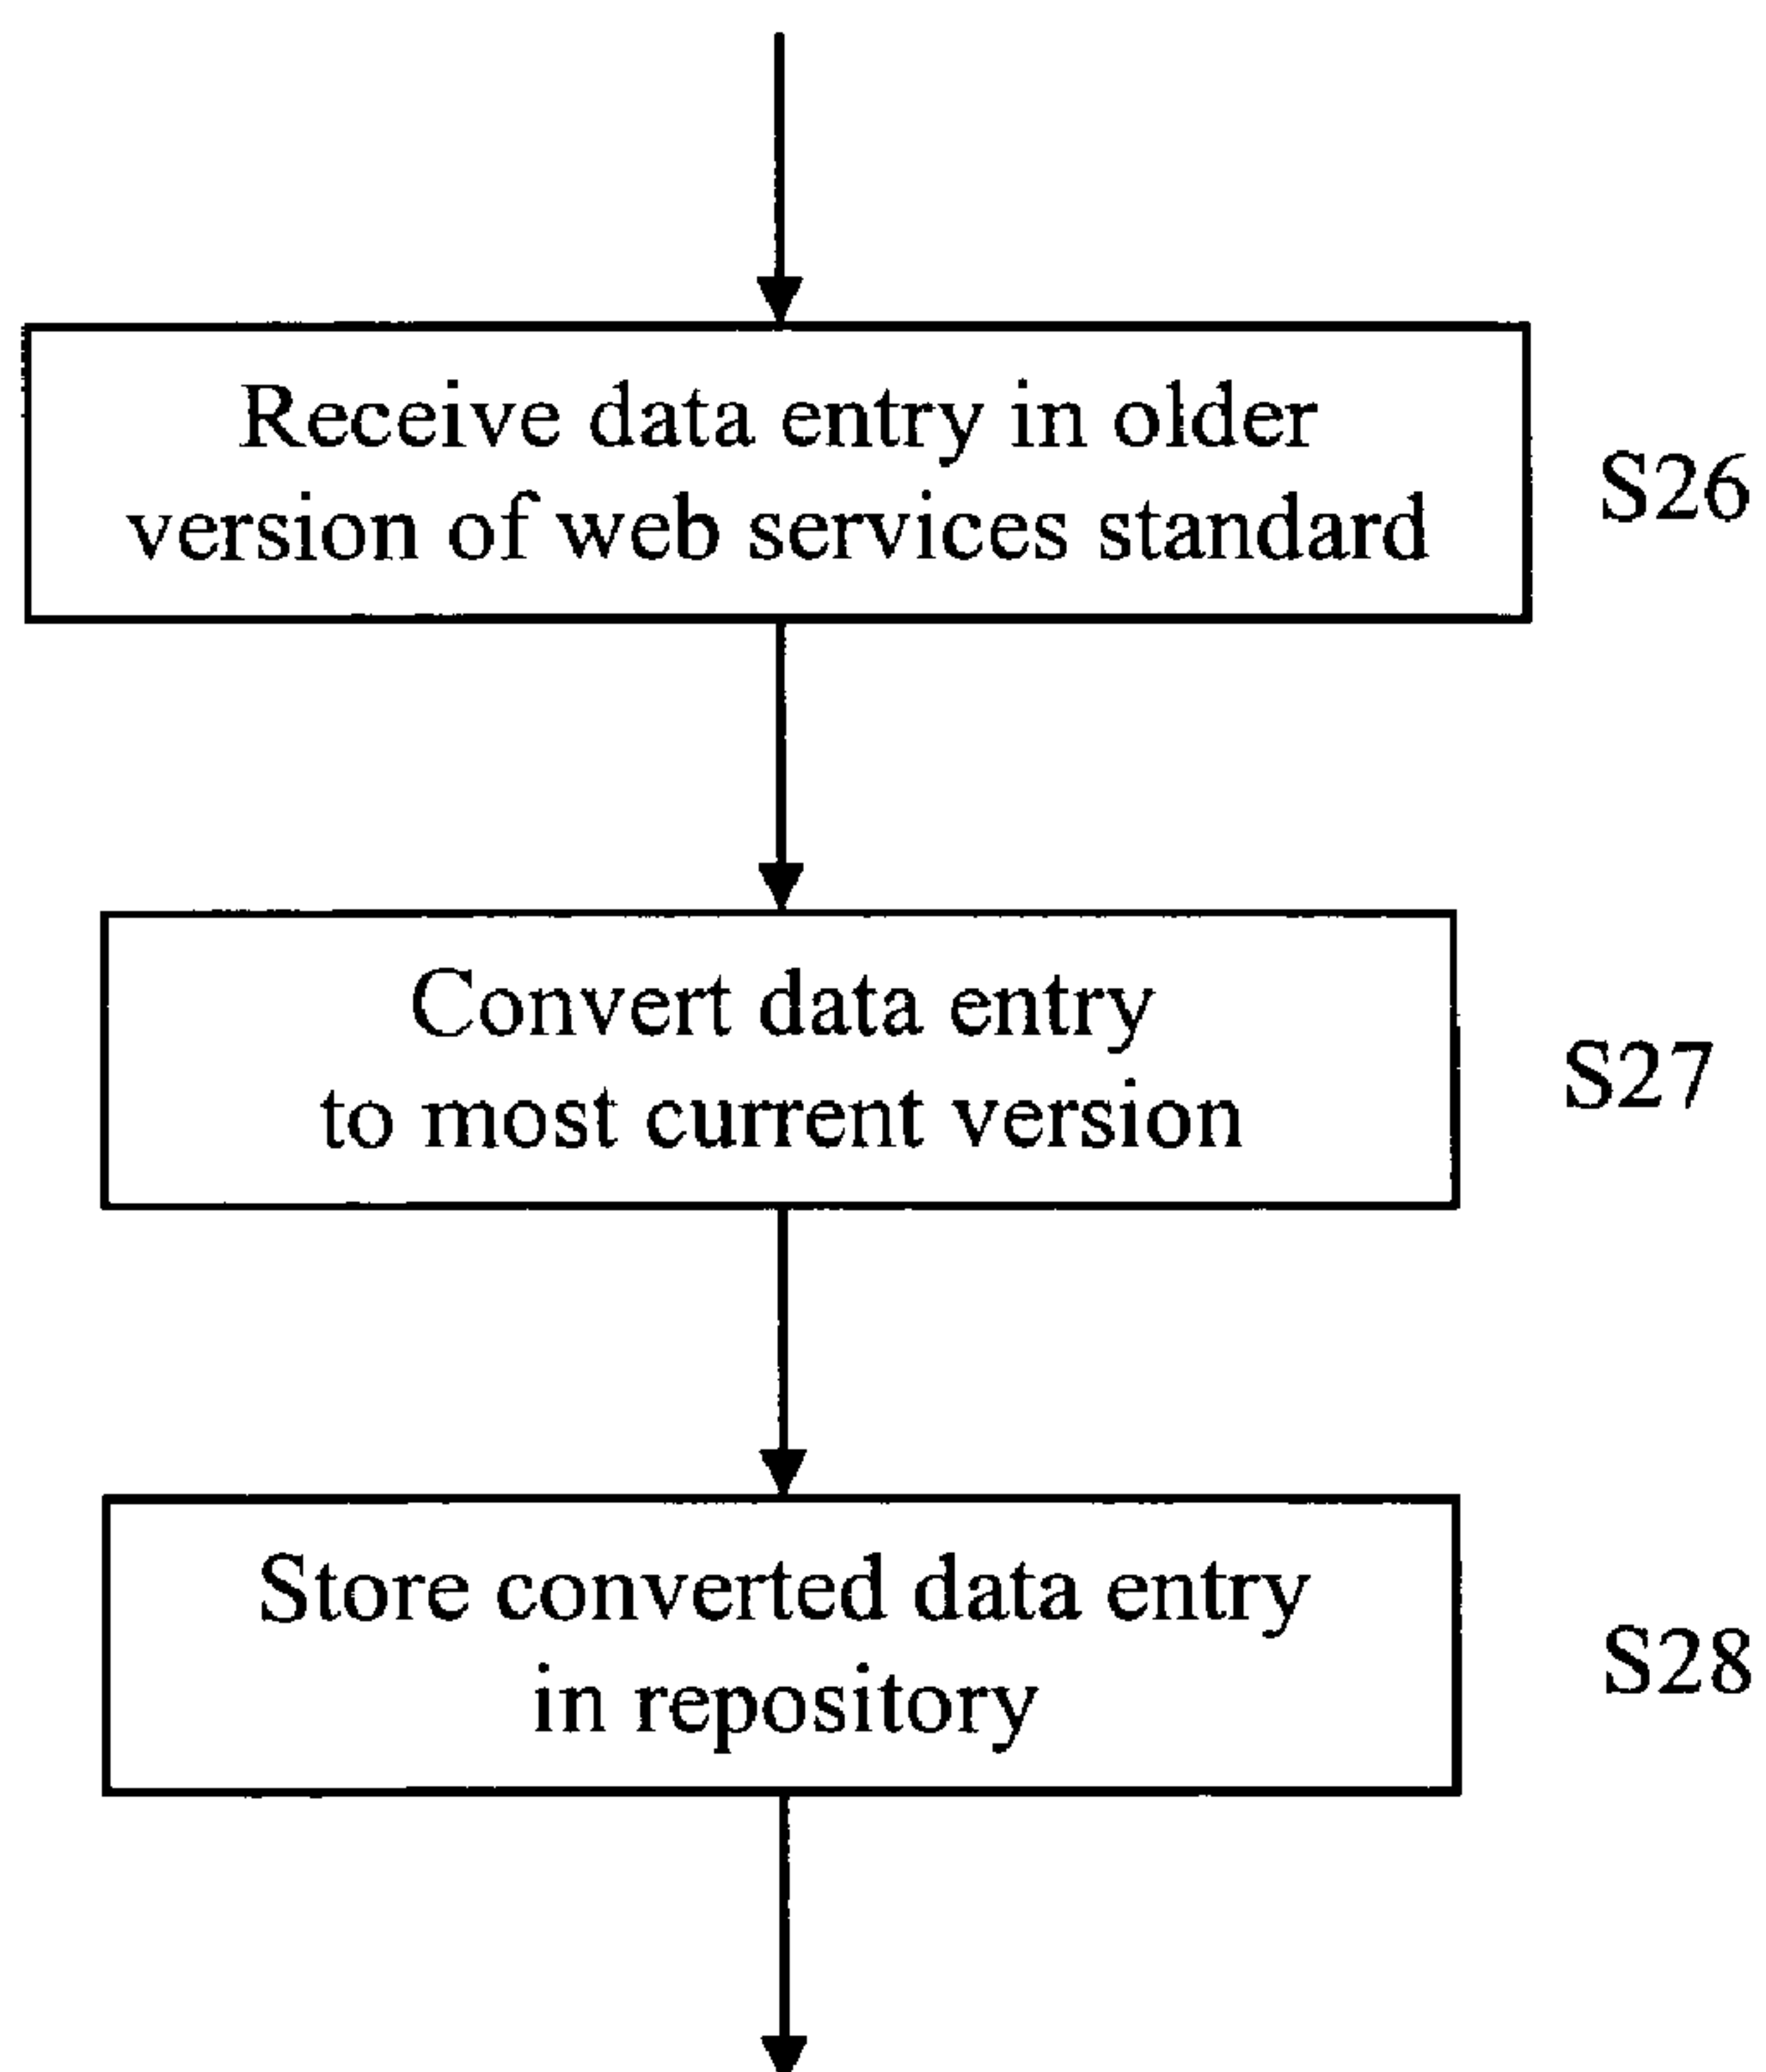 Receive data entry in older
version of web services standard
S26
Convert data entry
to most current version
S27
Store converted data entry
in repository
S28